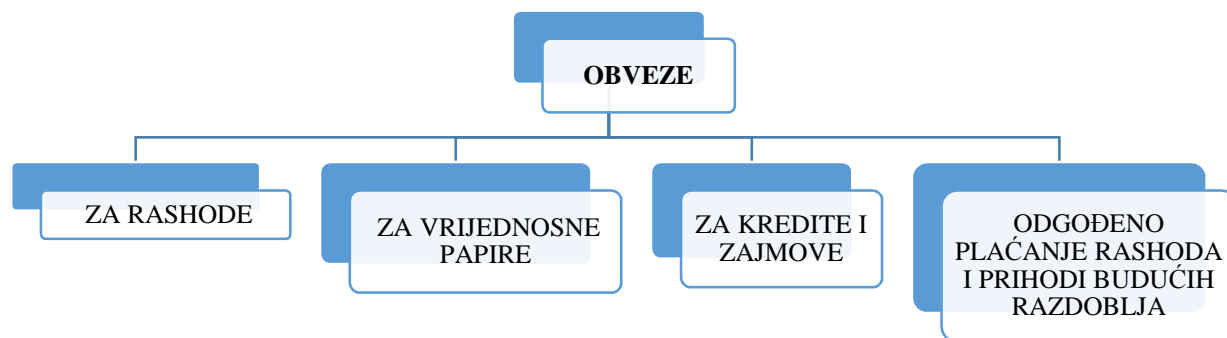 OBVEZE
ZA RASHODE
ZA VRIJEDNOSNE
PAPIRE
ZA KREDITE I
ZAJMOVE
ODGOĐENO
PLAĆANJE RASHODA
I PRIHODI BUDUĆIH
RAZDOBLJA